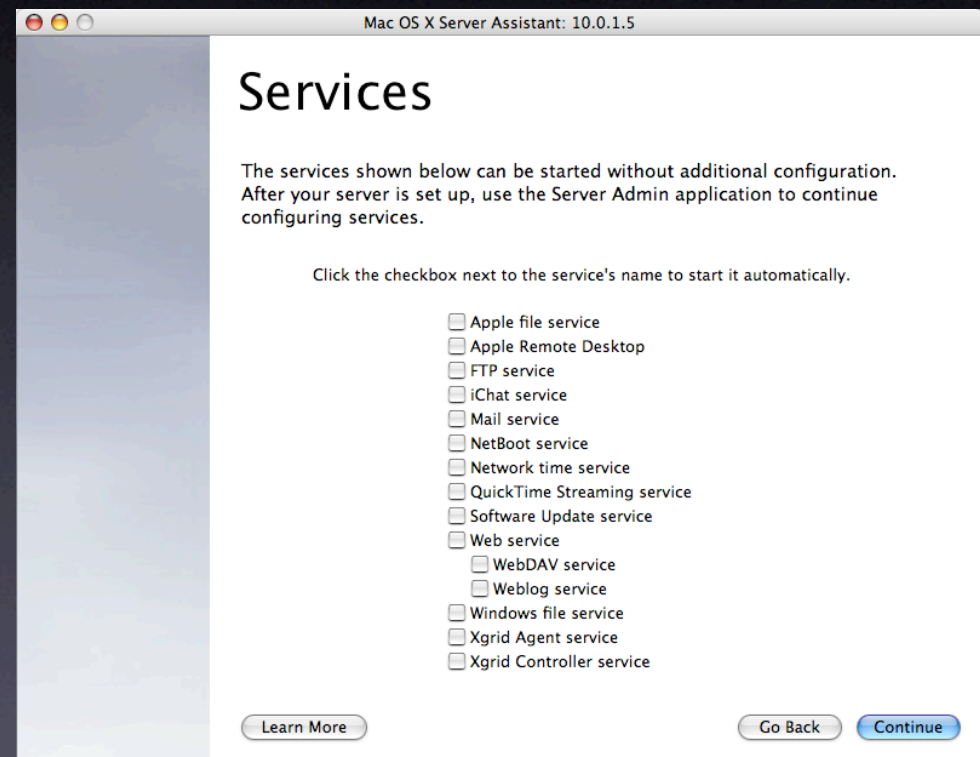 Mac OS X Server Assistant: 10.0.1.5
Services
The services shown below can be started without additional configuration.
After your server is set up, use the Server Admin application to continue
configuring services.
Click the checkbox next to the service's name to start it automatically.
Apple file service
Apple Remote Desktop
FTP service
iChat service
Mail service
NetBoot service
Network time service
QuickTime Streaming service
Software Update service
Web service
WebDAV service
Weblog service
Windows file service
Xgrid Agent service
Xgrid Controller service
Learn More
Go Back
Continue